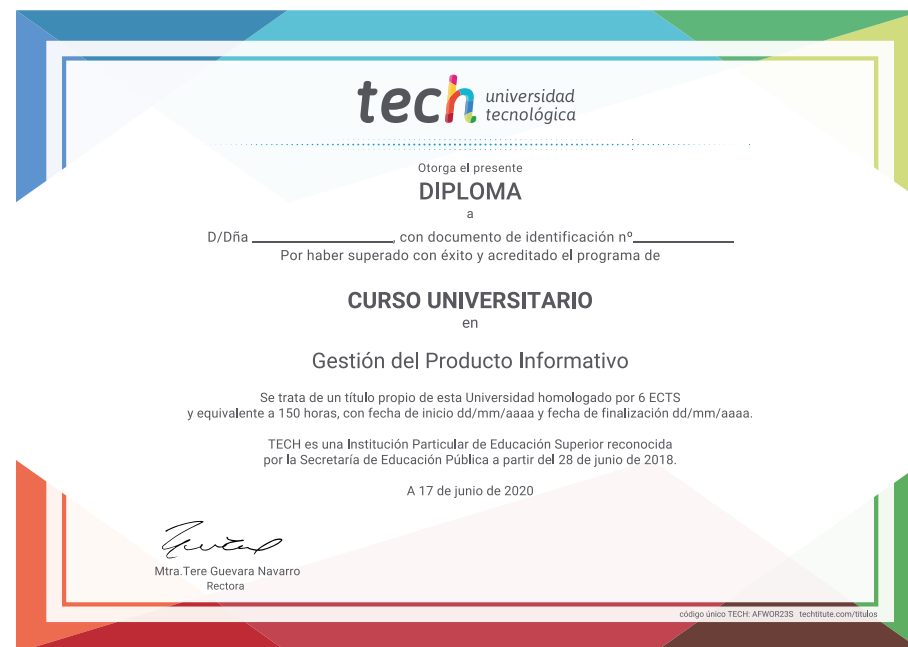 tech universidad
tecnológica
Otorga el presente
DIPLOMA
a
D/Dña ____________________, con documento de identificación nº______________
Por haber superado con éxito y acreditado el programa de
CURSO UNIVERSITARIO
en
Gestión del Producto Informativo
Se trata de un título propio de esta Universidad homologado por 6 ECTS
y equivalente a 150 horas, con fecha de inicio dd/mm/aaaa y fecha de finalización dd/mm/aaaa.
TECH es una Institución Particular de Educación Superior reconocida
por la Secretaría de Educación Pública a partir del 28 de junio de 2018.
A 17 de junio de 2020
Mtra.Tere Guevara Navarro
Rectora
código único TECH: AFWOR23S techtitute.com/titulos